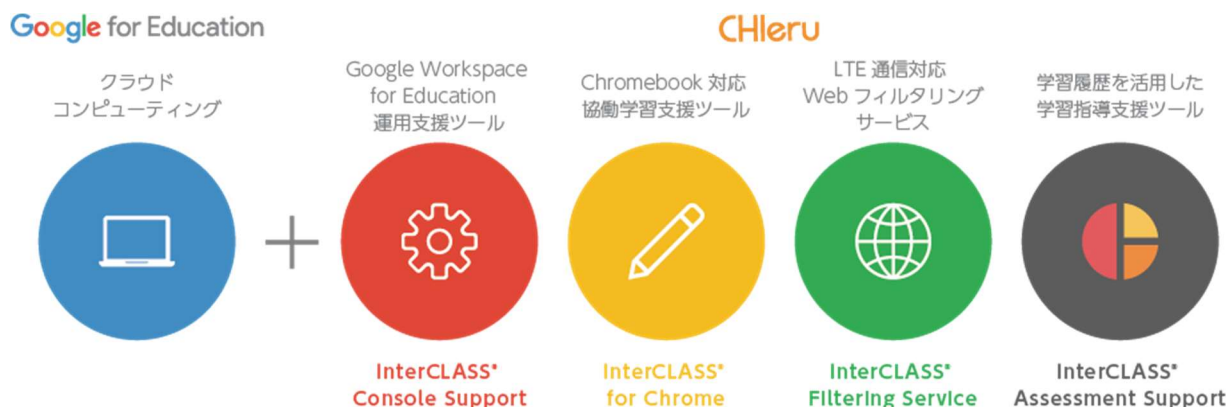 Google for Education
CHIeru
クラウド
コンピューティング
Google Workspace
for Education
運用支援ツール
Chromebook 対応
協働学習支援ツール
LTE 通信対応
Web フィルタリング
サービス
学習履歴を活用した
学習指導支援ツール
InterCLASS®
Console Support
InterCLASS®
for Chrome
InterCLASS®
Filtering Service
InterCLASS®
Assessment Support